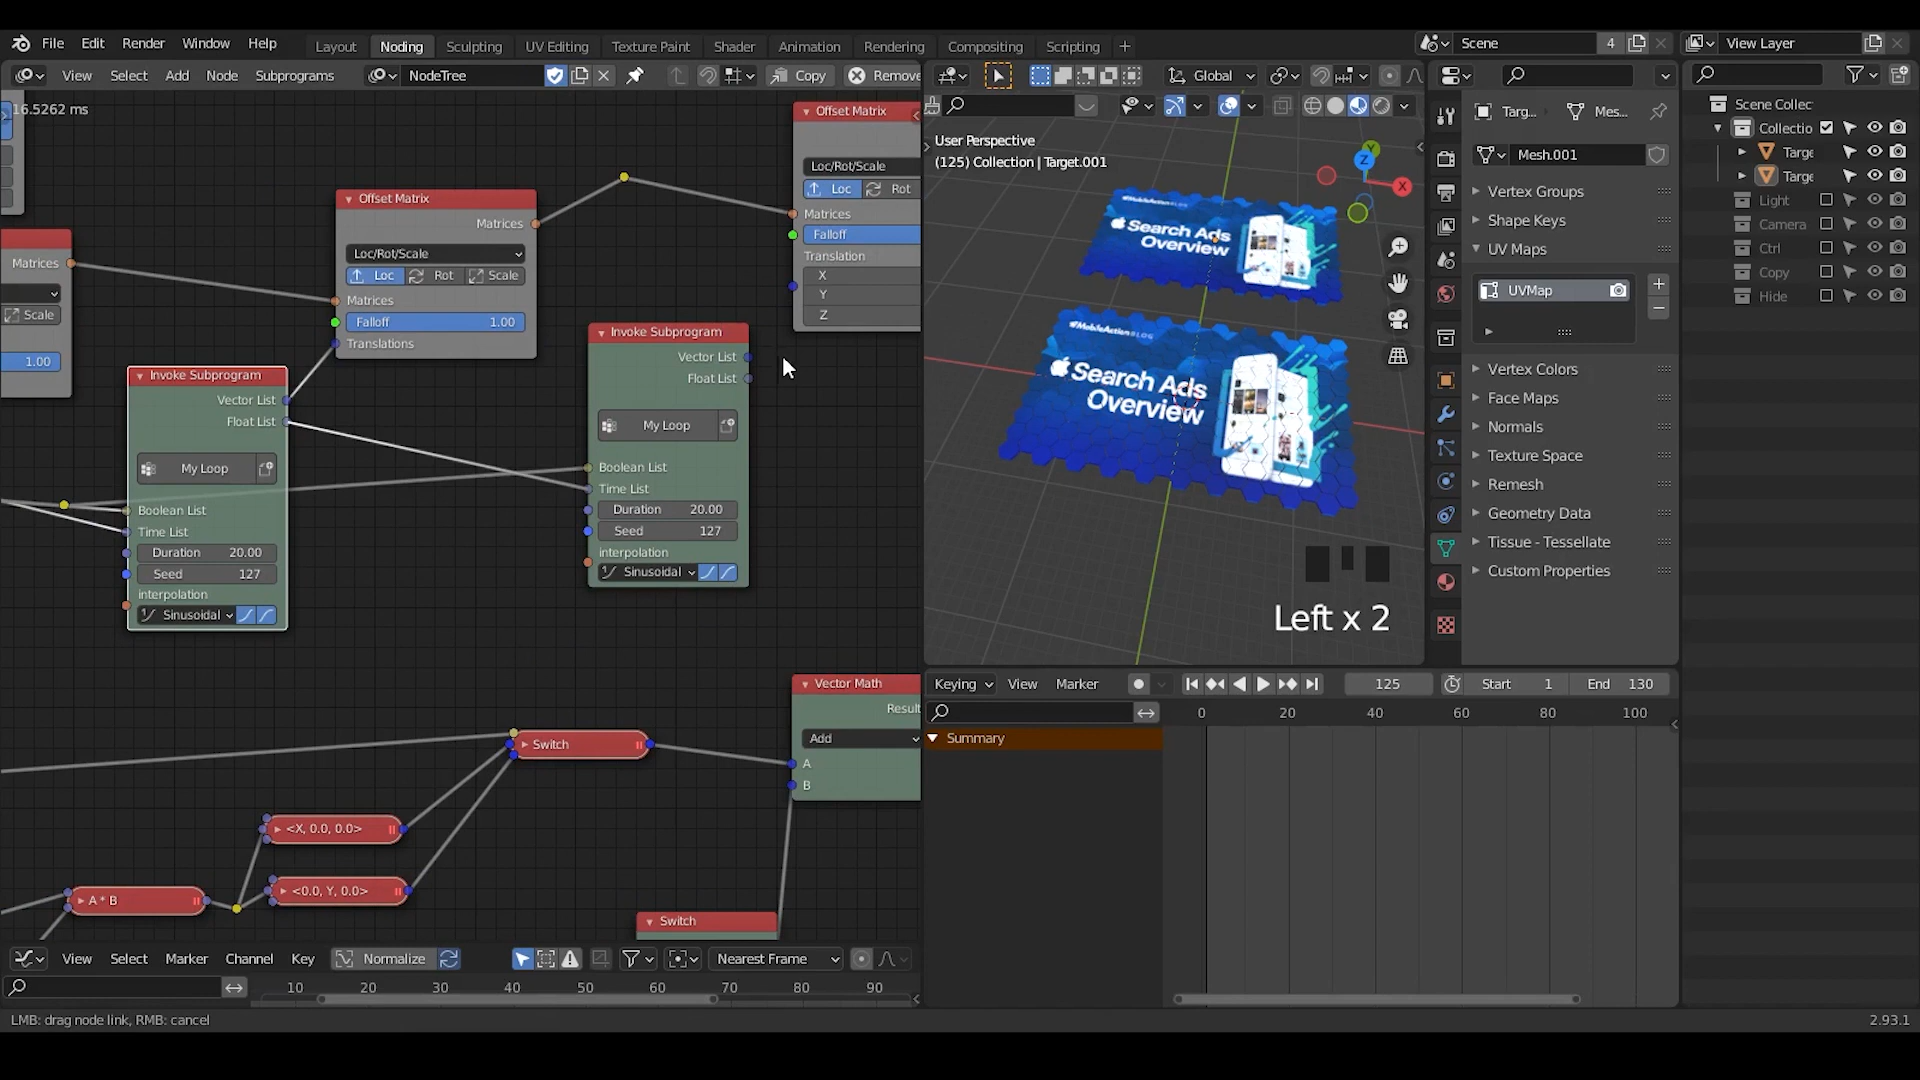 File Edit Render Window Help Layout Noding Sculpting UV Editing Texture Paint Shader Animation Rendering Compositing Scripting + Scene 4 View Layer
View Select Add Node Subprograms NodeTree Copy Remove Global
16.5262 ms
Matrices
Scale
1.00
Offset Matrix
Matrices
Loc/Rot/Scale
Loc Rot Scale
Matrices
Falloff 1.00
Translations
Offset Matrix
Loc/Rot/Scale
Loc Rot
Matrices
Falloff
Translation
X
Y
Z
Invoke Subprogram
Vector List
Float List
My Loop
Boolean List
Time List
Duration 20.00
Seed 127
interpolation
Sinusoidal
Invoke Subprogram
Vector List
Float List
My Loop
Boolean List
Time List
Duration 20.00
Seed 127
interpolation
Sinusoidal
Vector Math
Result
Add
A
B
Switch
<X, 0.0, 0.0>
<0.0, Y, 0.0>
A * B
Switch
User Perspective
(125) Collection | Target.001
Z
Y
X
MobileAction BLOG
Search Ads
Overview
MobileAction BLOG
Search Ads
Overview
Left x 2
Targ... Mes...
Mesh.001
Vertex Groups
Shape Keys
UV Maps
UVMap
Vertex Colors
Face Maps
Normals
Texture Space
Remesh
Geometry Data
Tissue - Tessellate
Custom Properties
Scene Collec
Collectio
Targe
Targe
Light
Camera
Ctrl
Copy
Hide
Keying View Marker 125 Start 1 End 130
0 20 40 60 80 100
Summary
View Select Marker Channel Key Normalize Nearest Frame
10 20 30 40 50 60 70 80 90
LMB: drag node link, RMB: cancel
2.93.1